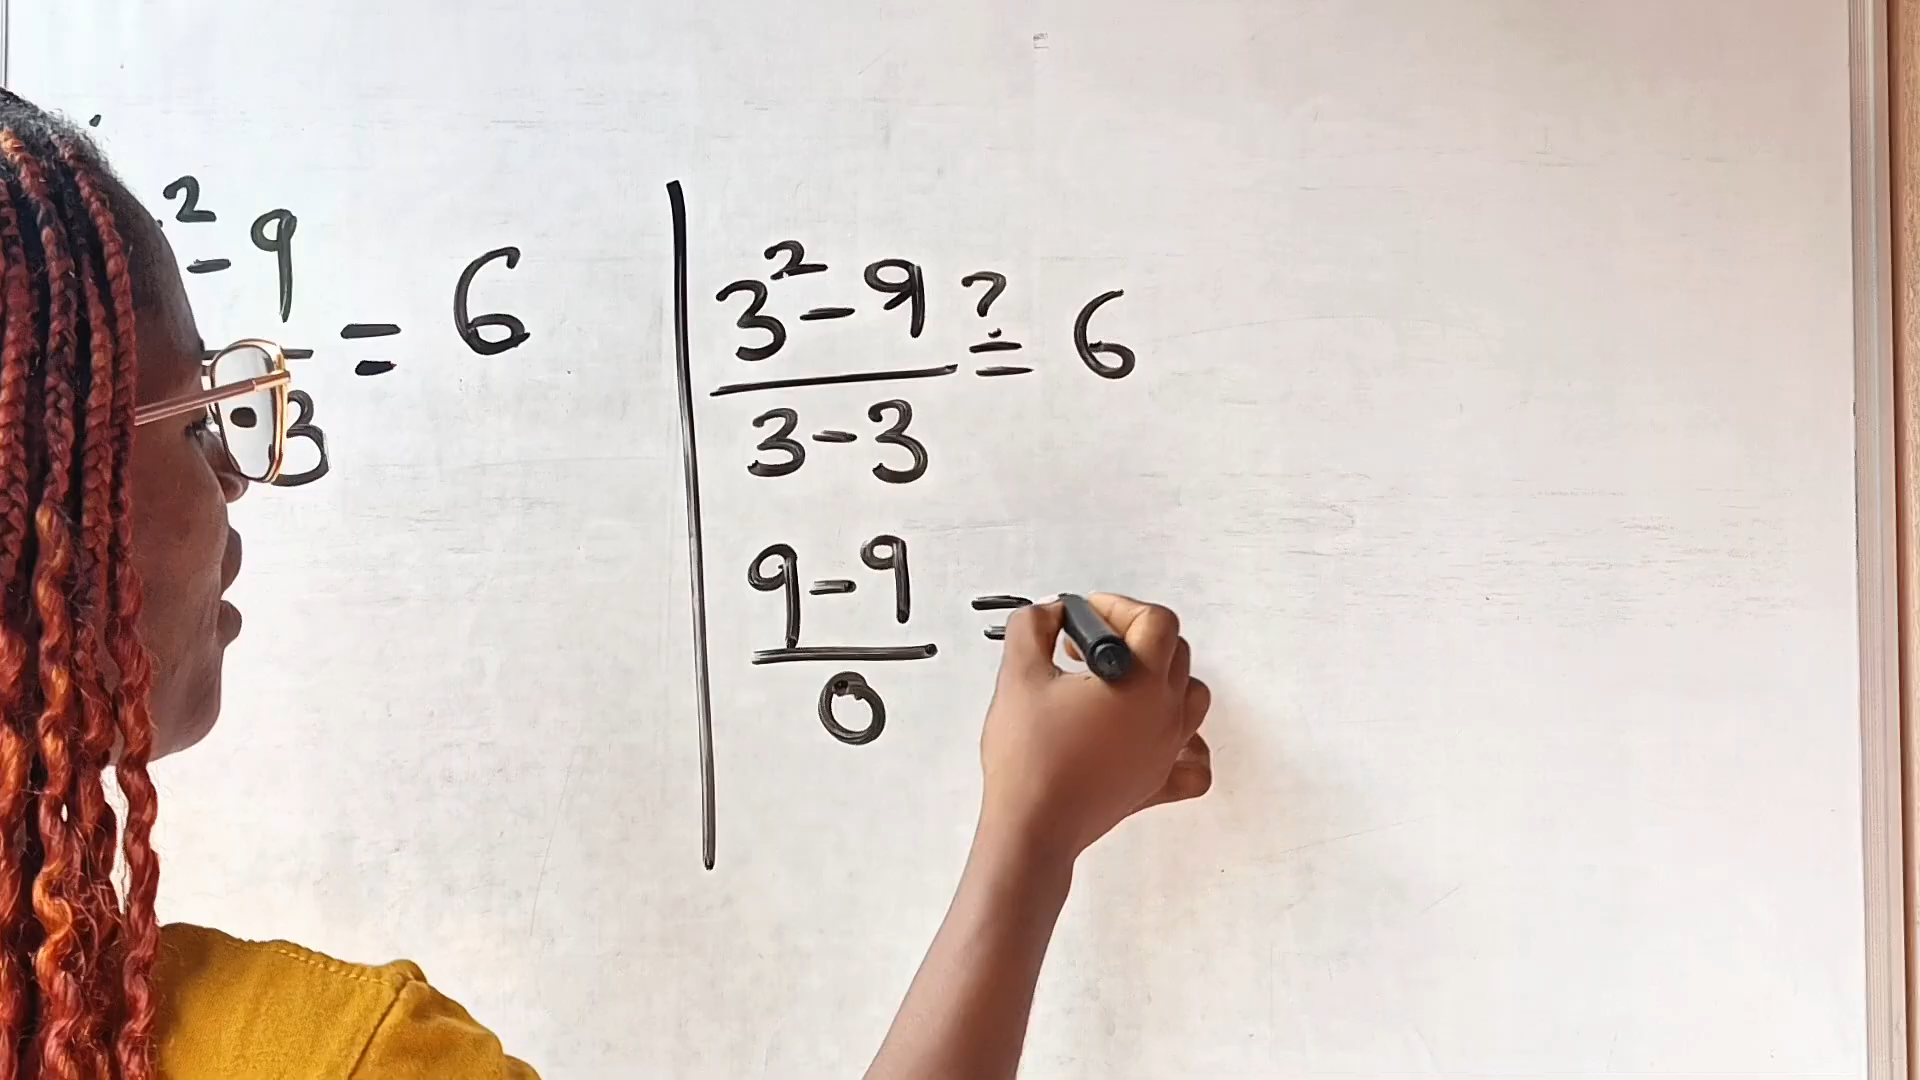 ² - 9
- 3 = 6
3² - 9 ≟ 6
3 - 3
9 - 9 =
0